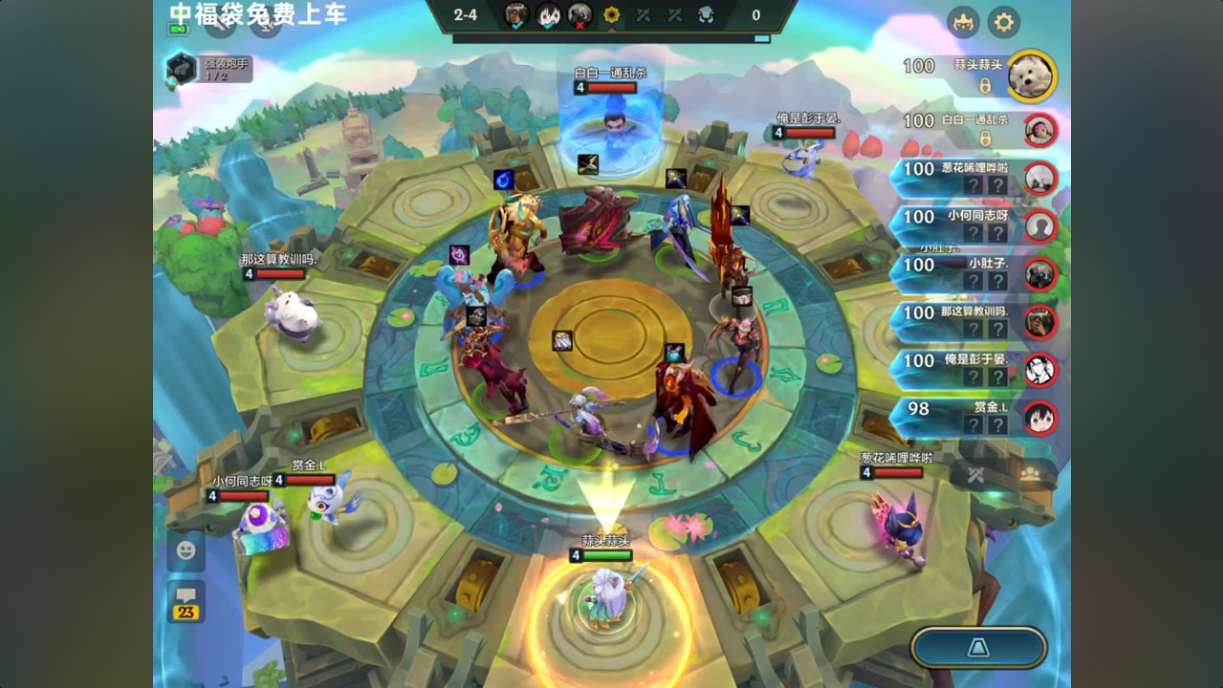 中福袋免费上车
2-4
0
强袭炮手
1 / 2
白白一通乱杀
4
俺是彭于晏.
4
那这算教训吗.
4
小何同志呀
4
赏金.L
4
蒜头蒜头
4
葱花唏哩哗啦
4
23
100 蒜头蒜头
100 白白一通乱杀
100 葱花唏哩哗啦
? ?
100 小何同志呀
? ?
小肚子.
100 小肚子.
? ?
100 那这算教训吗.
? ?
100 俺是彭于晏.
? ?
98 赏金.L
? ?